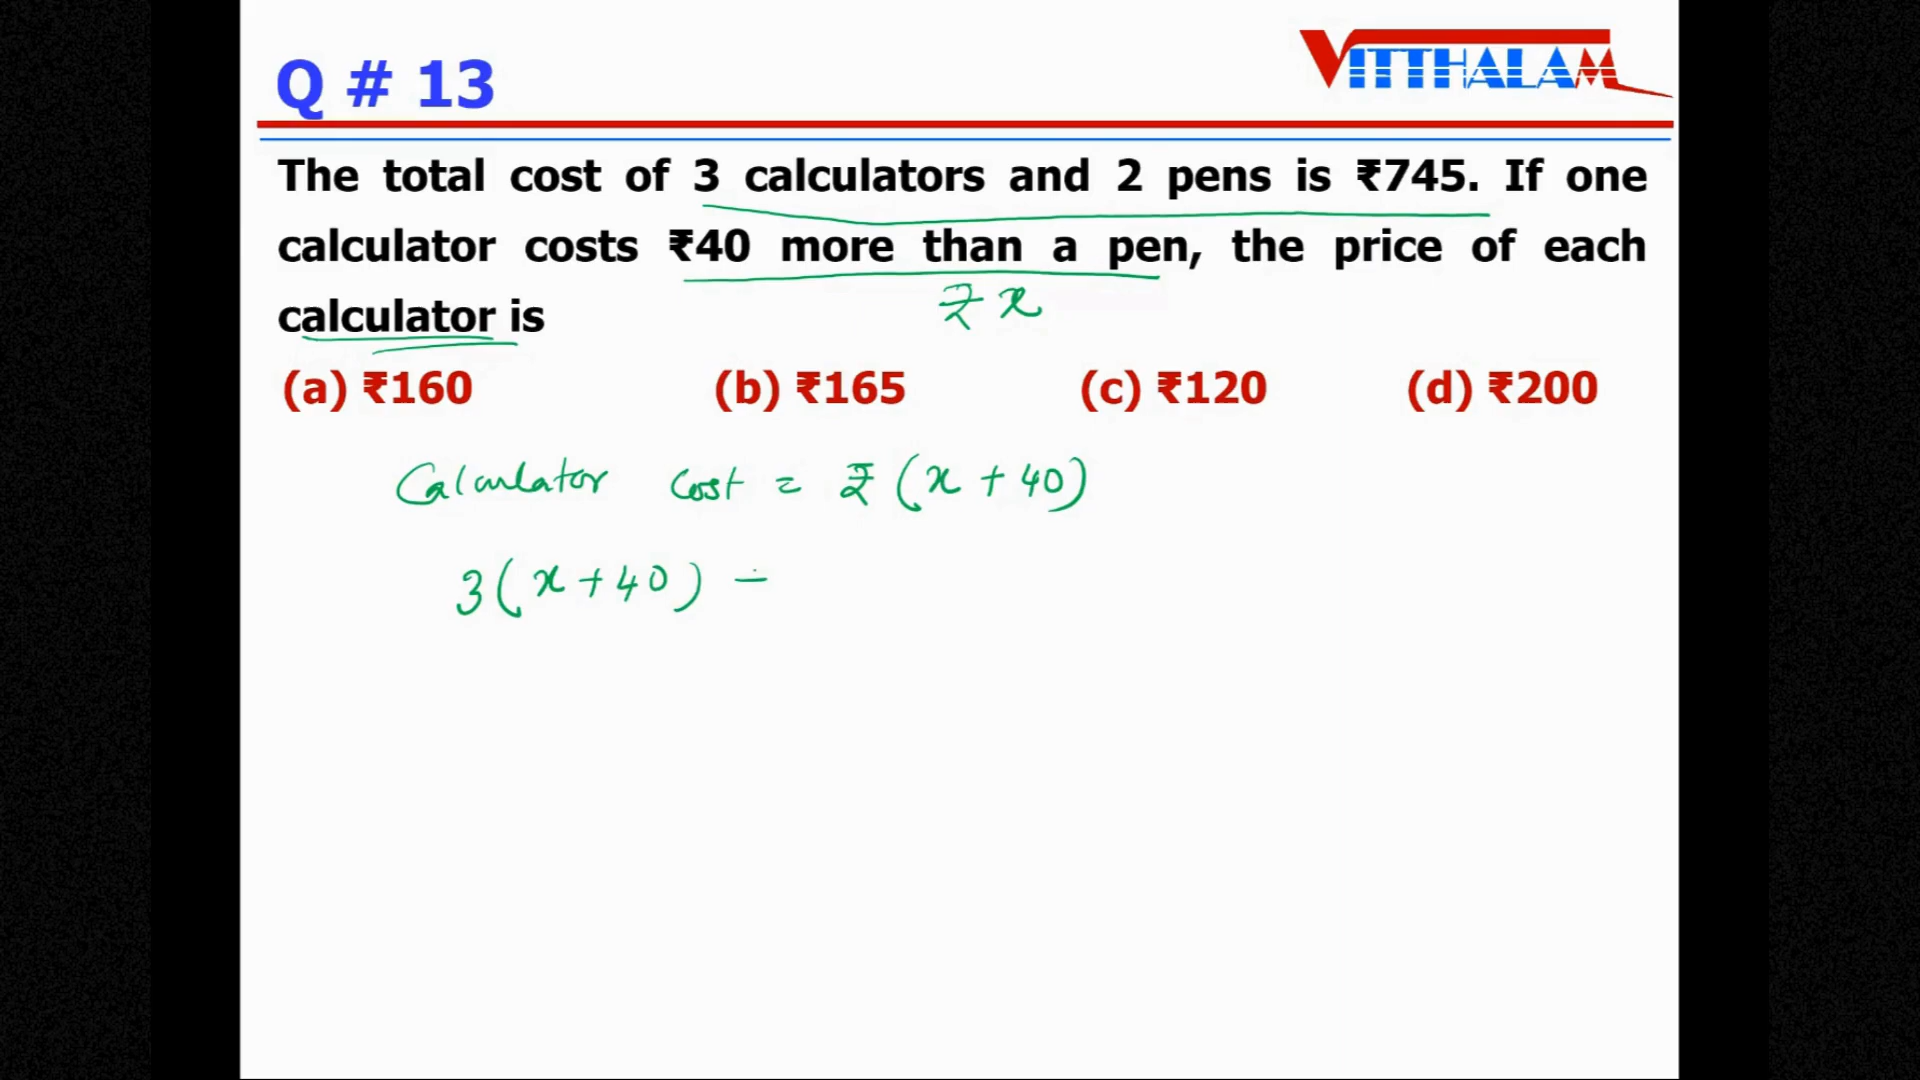 Q # 13
VITTHALAM
The total cost of 3 calculators and 2 pens is ₹745. If one
calculator costs ₹40 more than a pen, the price of each
₹ x
calculator is
(a) ₹160 (b) ₹165 (c) ₹120 (d) ₹200
Calculator cost = ₹ (x + 40)
3(x+40)